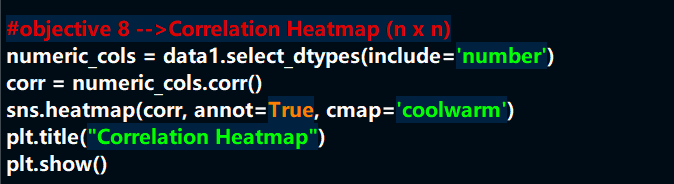 #objective 8 -->Correlation Heatmap (n x n)
numeric_cols = data1.select_dtypes(include='number')
corr = numeric_cols.corr()
sns.heatmap(corr, annot=True, cmap='coolwarm')
plt.title("Correlation Heatmap")
plt.show()